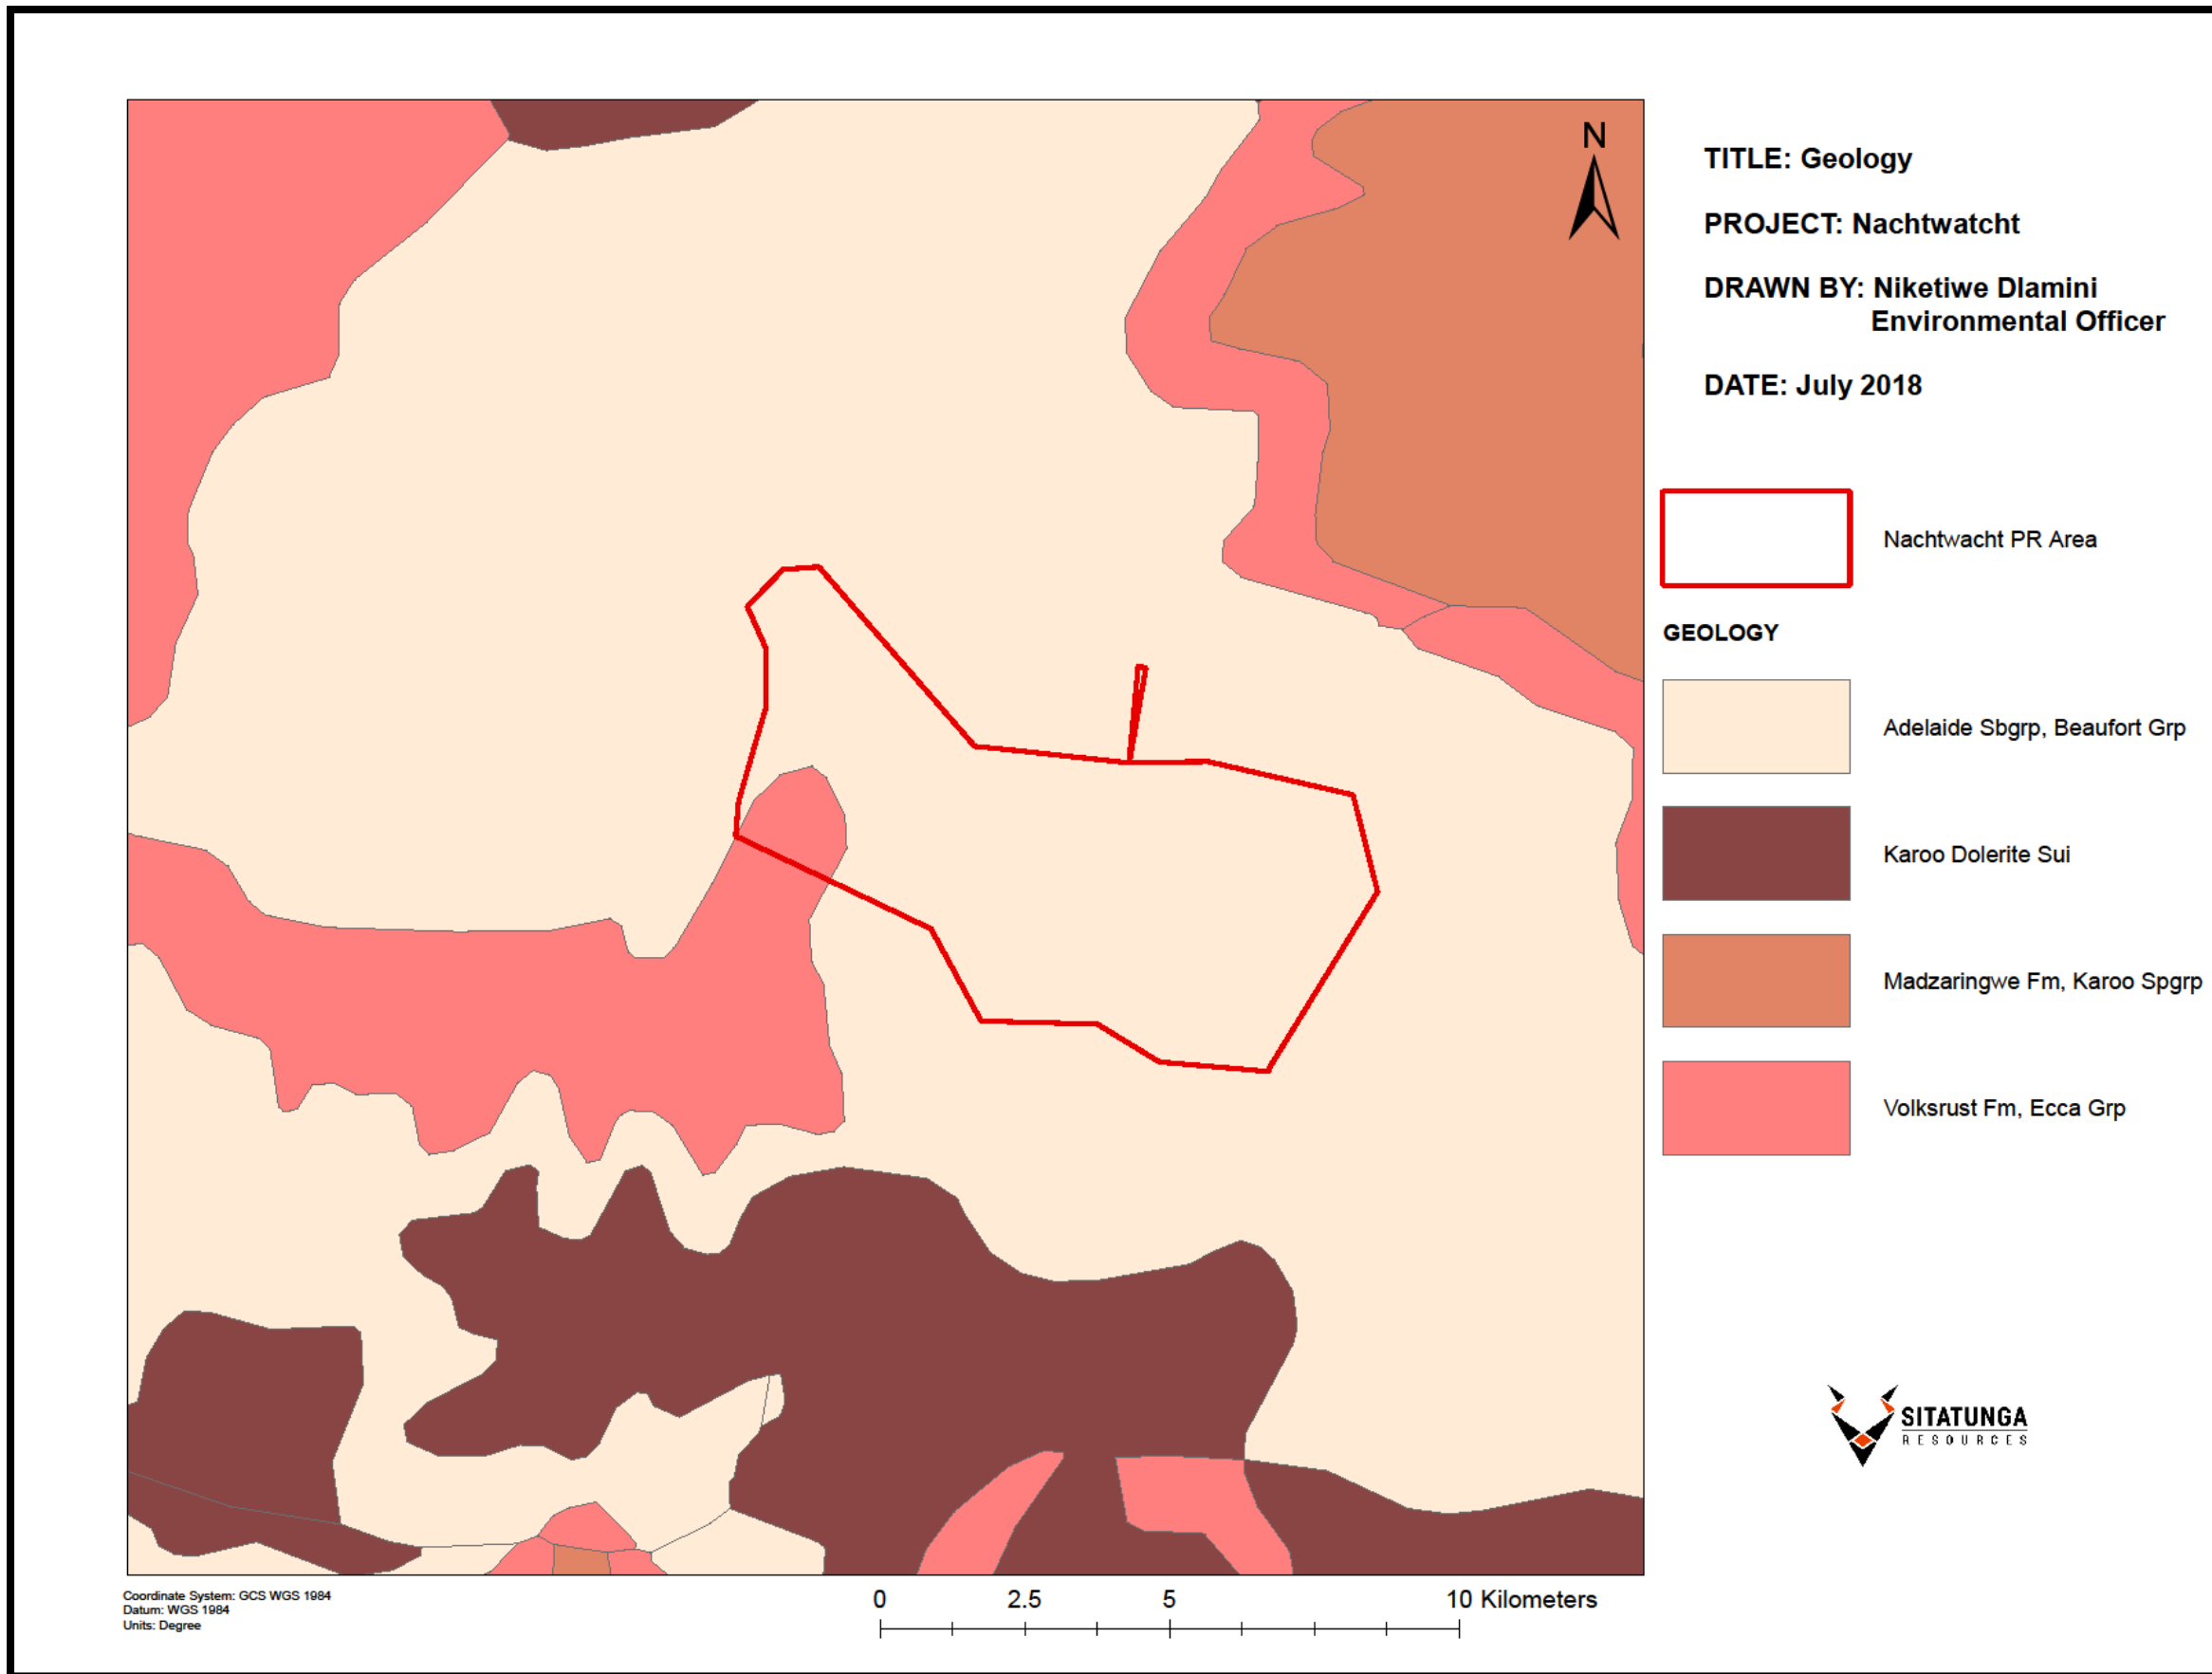 N
TITLE: Geology
PROJECT: Nachtwatcht
DRAWN BY: Niketiwe Dlamini
Environmental Officer
DATE: July 2018
Nachtwacht PR Area
GEOLOGY
Adelaide Sbgrp, Beaufort Grp
Karoo Dolerite Sui
Madzaringwe Fm, Karoo Spgrp
Volksrust Fm, Ecca Grp
SITATUNGA
RESOURCES
Coordinate System: GCS WGS 1984
Datum: WGS 1984
Units: Degree
0 2.5 5 10 Kilometers